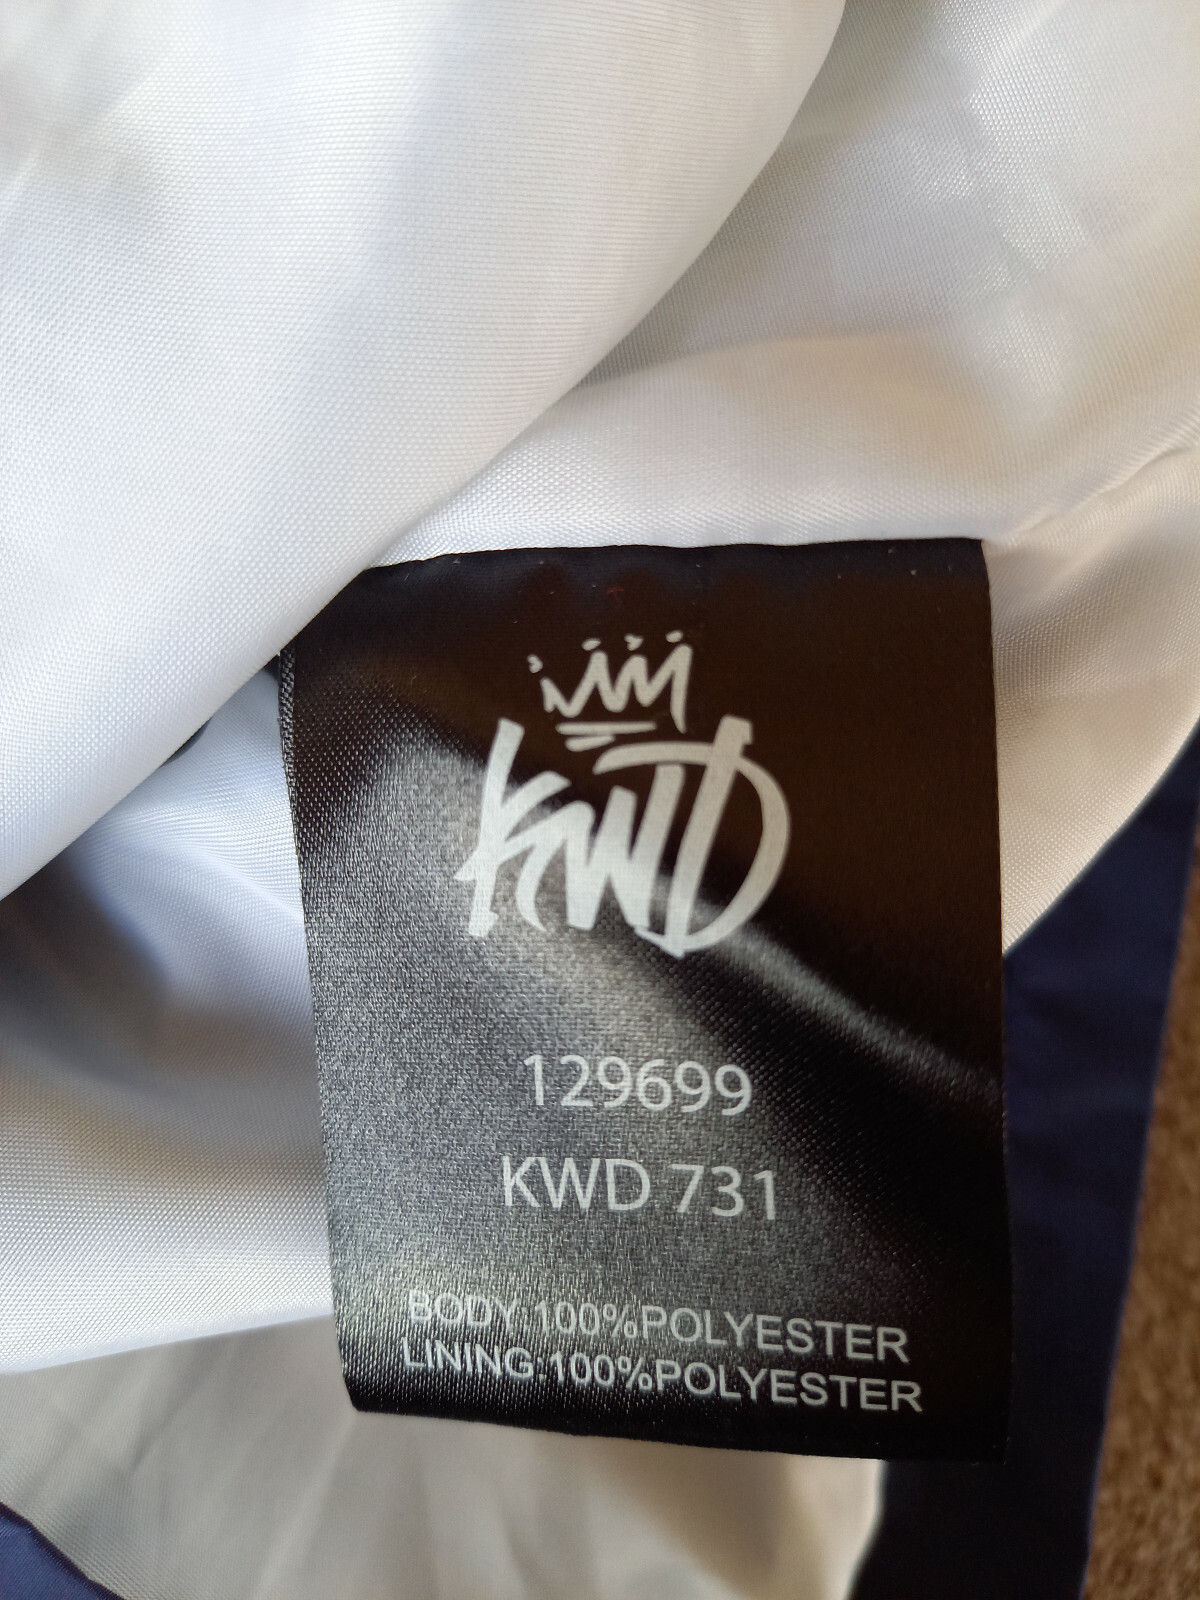 KWD
129699
KWD 731
BODY:100%POLYESTER
LINING:100%POLYESTER